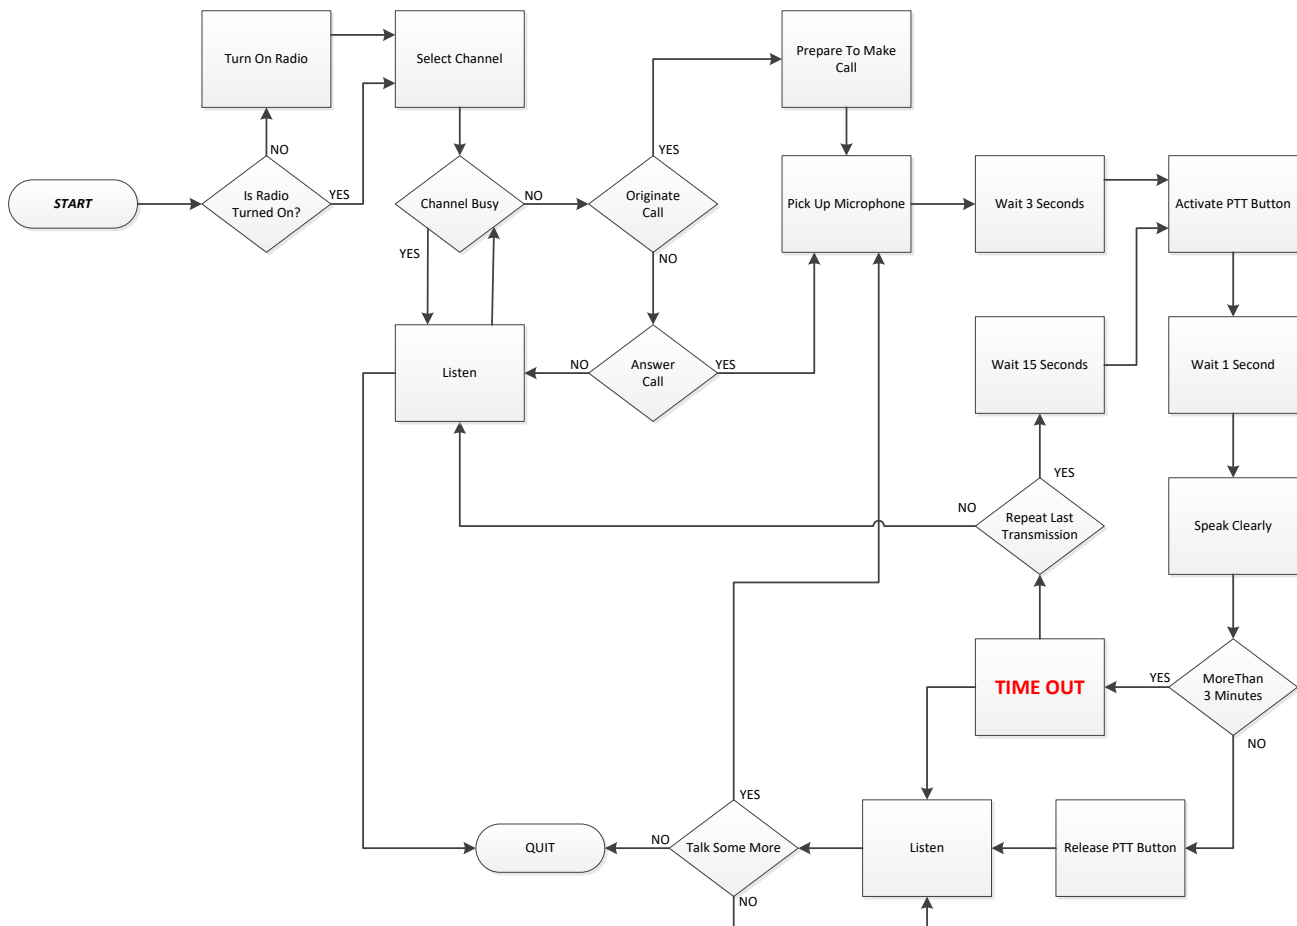 Turn On Radio
Select Channel
Prepare To Make
Call
NO
YES
START
Is Radio
Turned On?
YES
Channel Busy
NO
Originate
Call
Pick Up Microphone
Wait 3 Seconds
Activate PTT Button
YES
NO
Listen
NO
Answer
Call
YES
Wait 15 Seconds
Wait 1 Second
YES
NO
Repeat Last
Transmission
Speak Clearly
TIME OUT
YES
MoreThan
3 Minutes
NO
YES
QUIT
NO
Talk Some More
Listen
Release PTT Button
NO